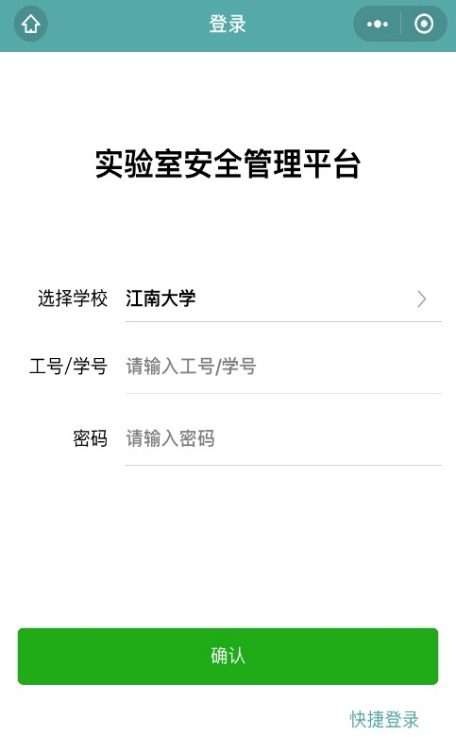 登录
实验室安全管理平台
选择学校 江南大学
工号/学号 请输入工号/学号
密码 请输入密码
确认
快捷登录